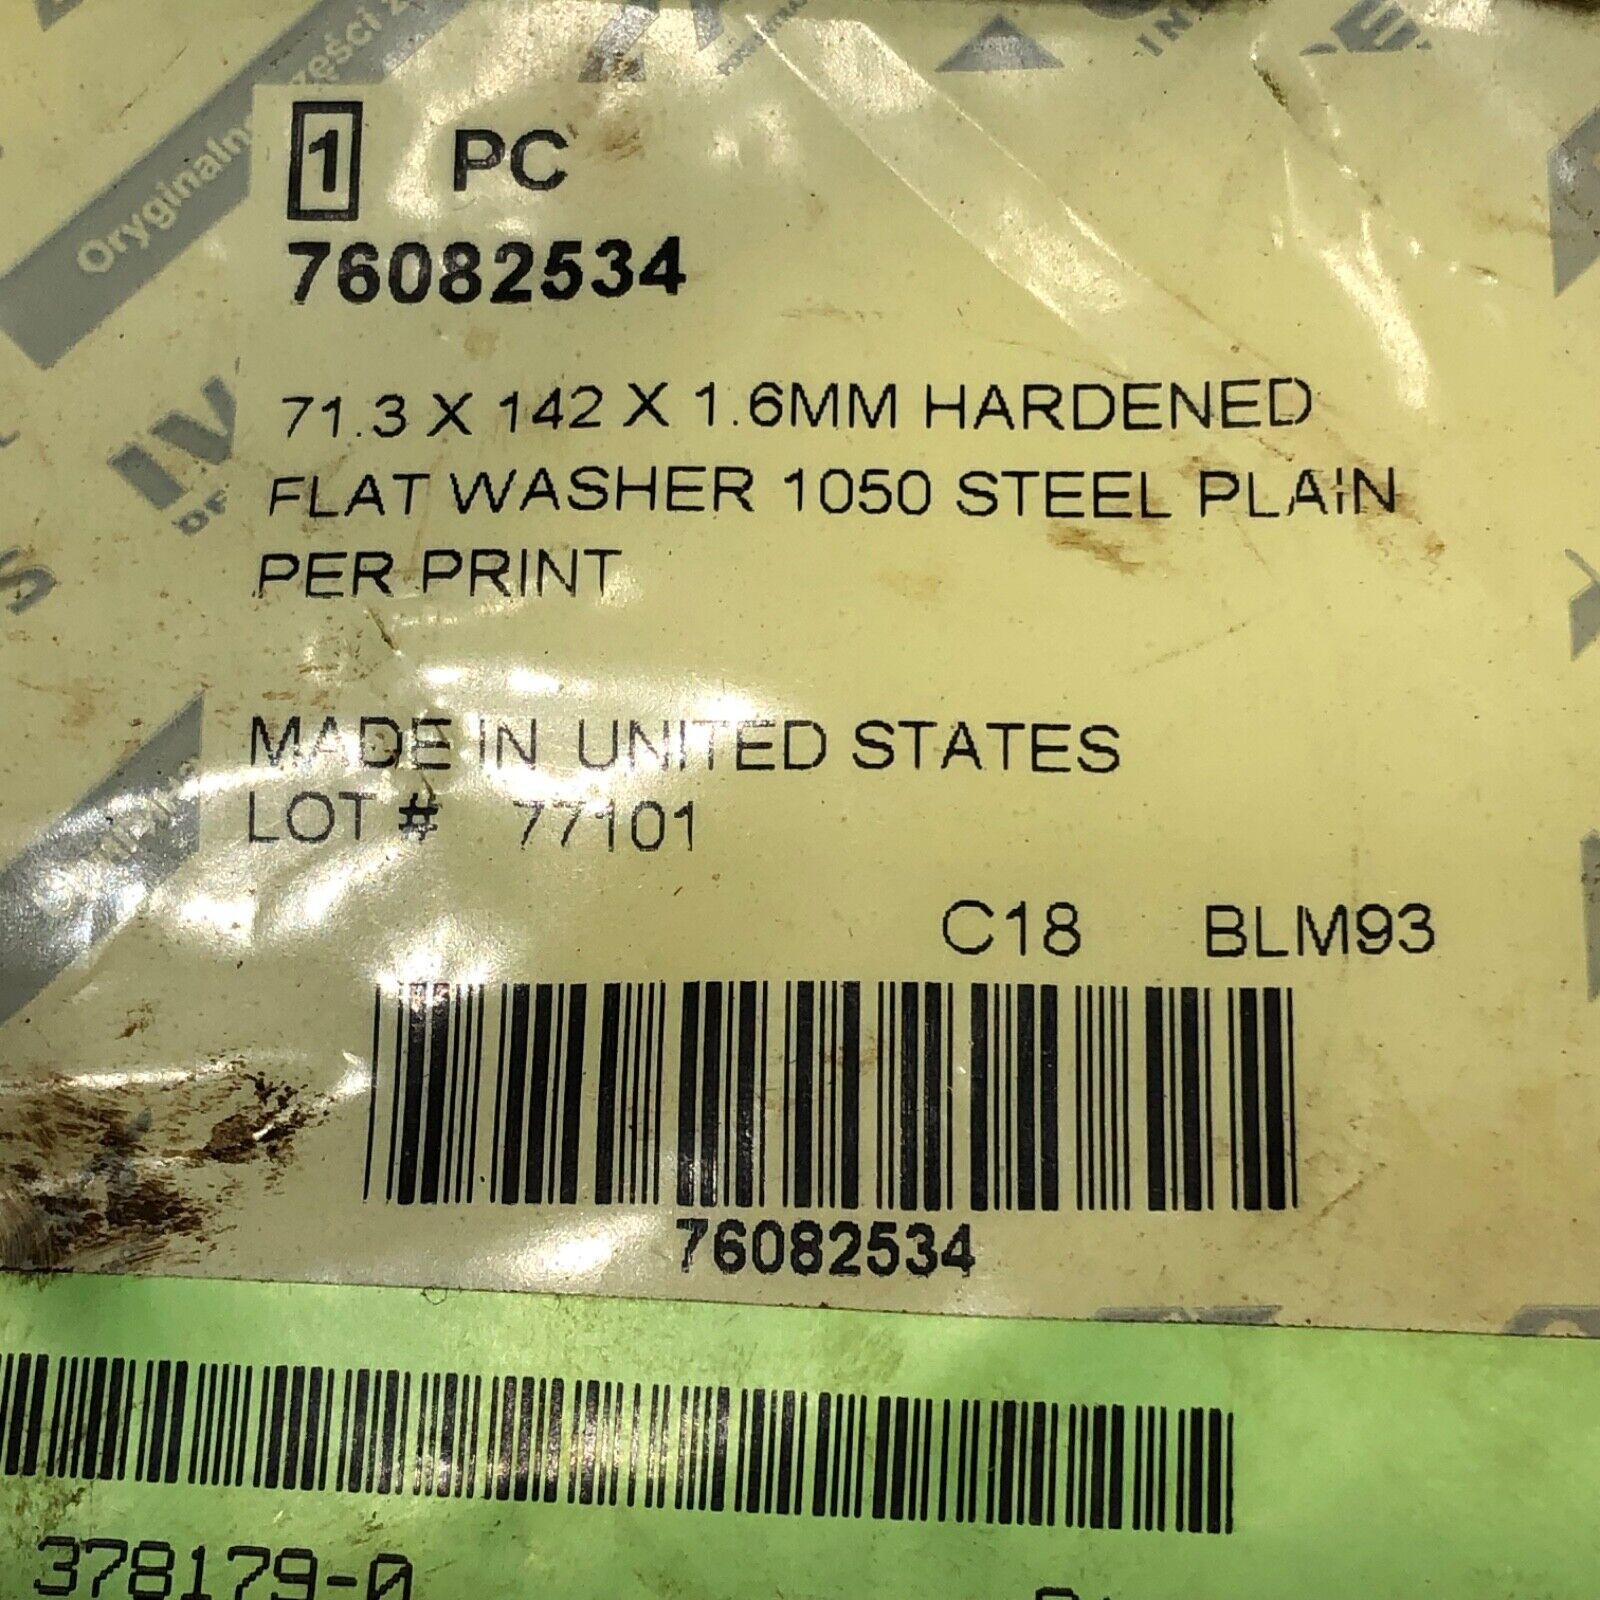 Oryginalne części z
1 PC
76082534
71.3 X 142 X 1.6MM HARDENED
FLAT WASHER 1050 STEEL PLAIN
PER PRINT
MADE IN UNITED STATES
LOT # 77101
C18 BLM93
76082534
378179-0